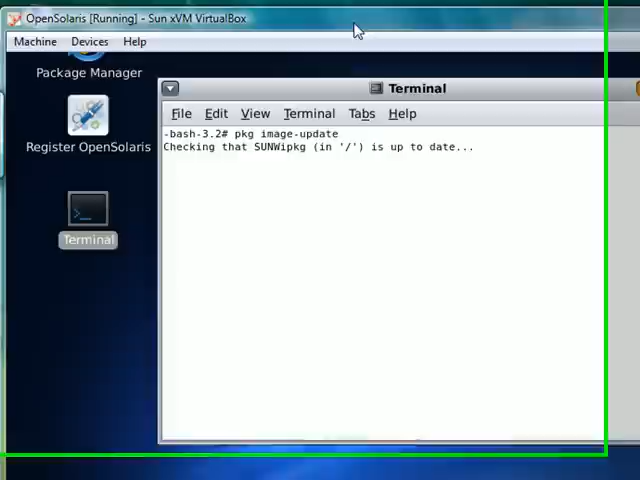 OpenSolaris [Running] - Sun xVM VirtualBox
Machine Devices Help
Package Manager
Register OpenSolaris
Terminal
Terminal
File Edit View Terminal Tabs Help
-bash-3.2# pkg image-update
Checking that SUNWipkg (in '/') is up to date...